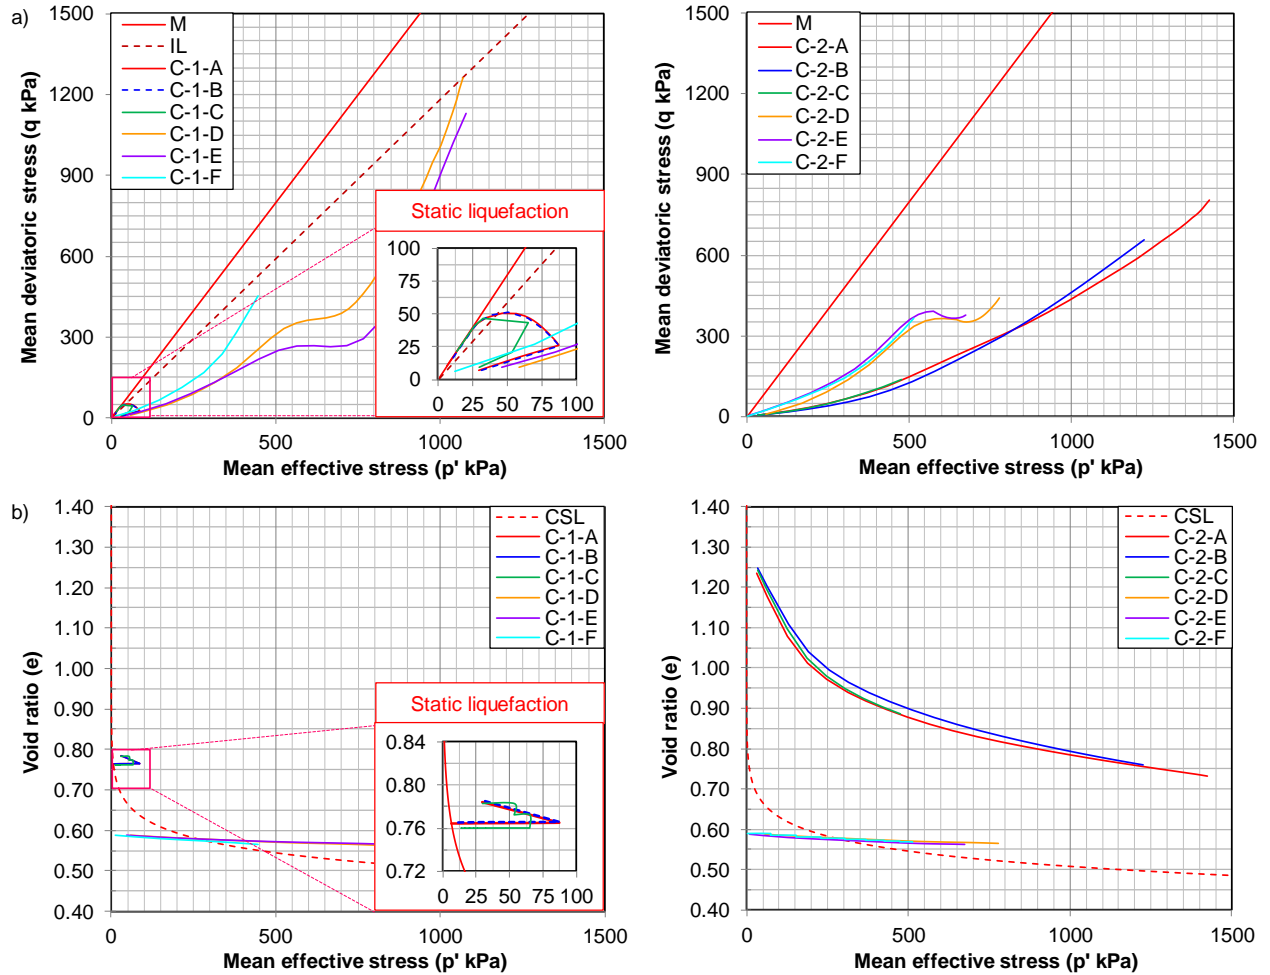 a)
1500
1200
900
600
300
0
Mean deviatoric stress (q kPa)
M
IL
C-1-A
C-1-B
C-1-C
C-1-D
C-1-E
C-1-F
Static liquefaction
100
75
50
25
0
0 25 50 75 100
0 500 1000 1500
Mean effective stress (p' kPa)
1500
1200
900
600
300
0
Mean deviatoric stress (q kPa)
M
C-2-A
C-2-B
C-2-C
C-2-D
C-2-E
C-2-F
0 500 1000 1500
Mean effective stress (p' kPa)
b)
1.40
1.30
1.20
1.10
1.00
0.90
0.80
0.70
0.60
0.50
0.40
Void ratio (e)
CSL
C-1-A
C-1-B
C-1-C
C-1-D
C-1-E
C-1-F
Static liquefaction
0.84
0.80
0.76
0.72
0 25 50 75 100
0 500 1000 1500
Mean effective stress (p' kPa)
1.40
1.30
1.20
1.10
1.00
0.90
0.80
0.70
0.60
0.50
0.40
Void ratio (e)
CSL
C-2-A
C-2-B
C-2-C
C-2-D
C-2-E
C-2-F
0 500 1000 1500
Mean effective stress (p' kPa)